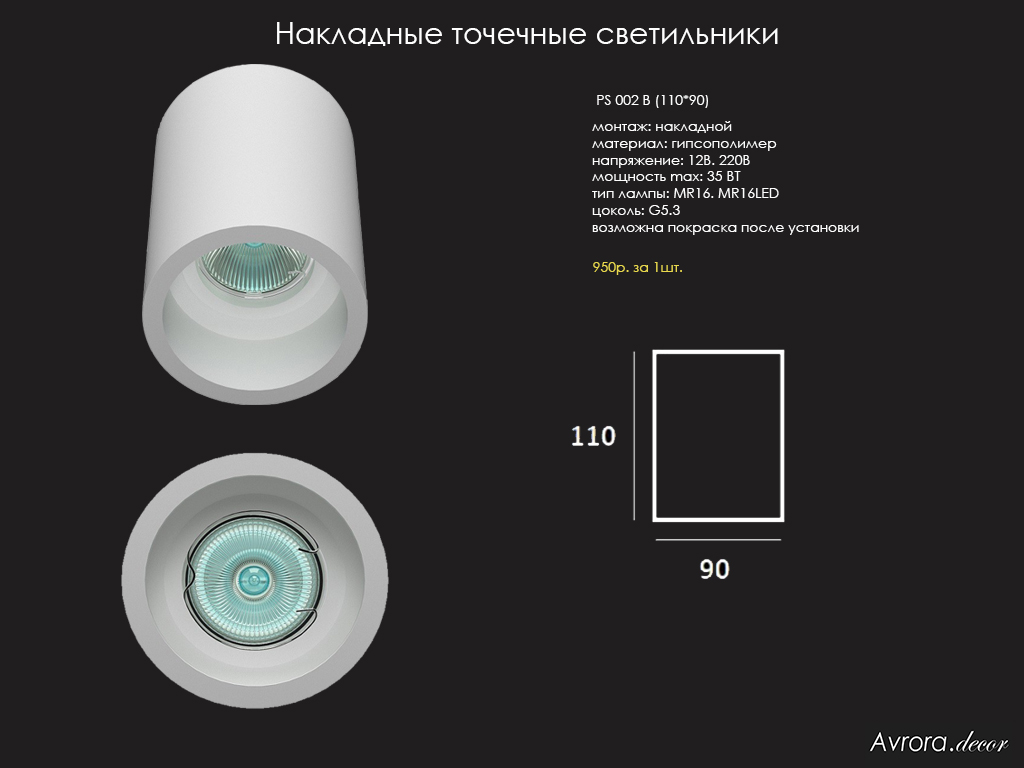 Накладные точечные светильники
PS 002 B (110*90)
монтаж: накладной
материал: гипсополимер
напряжение: 12В. 220В
мощность max: 35 ВТ
тип лампы: MR16. MR16LED
цоколь: G5.3
возможна покраска после установки
950р. за 1шт.
110
90
Avrora.decor